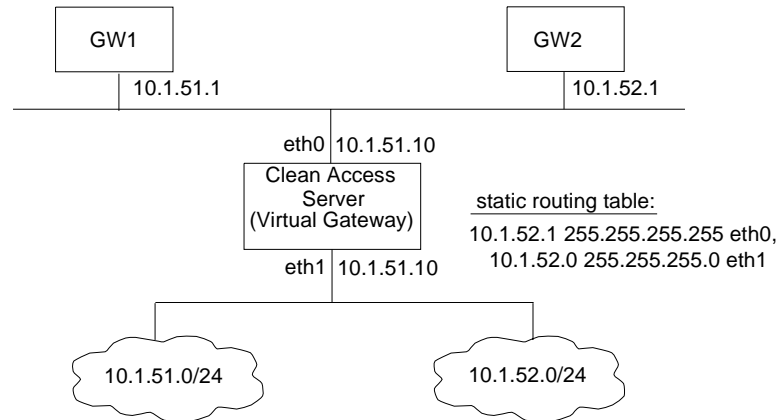 GW1
GW2
10.1.51.1
10.1.52.1
eth0 10.1.51.10
Clean Access
Server
(Virtual Gateway)
static routing table:
10.1.52.1 255.255.255.255 eth0,
10.1.52.0 255.255.255.0 eth1
eth1 10.1.51.10
10.1.51.0/24
10.1.52.0/24